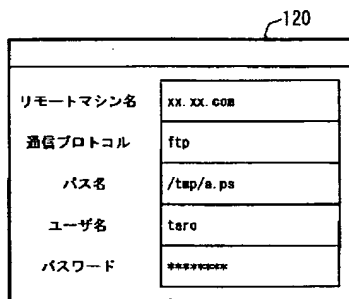 120
リモートマシン名 xx.xx.com
通信プロトコル ftp
パス名 /tmp/a.ps
ユーザ名 taro
パスワード ********